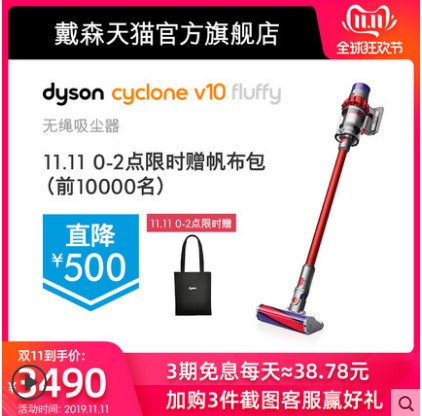 戴森天猫官方旗舰店
11.11
全球狂欢节
dyson cyclone v10 fluffy
无绳吸尘器
11.11 0-2点限时赠帆布包
（前10000名）
直降
¥500
11.11 0-2点限时赠
dyson
双11到手价:
3490
活动时间：2019.11.11
3期免息每天≈38.78元
加购3件截图客服赢好礼